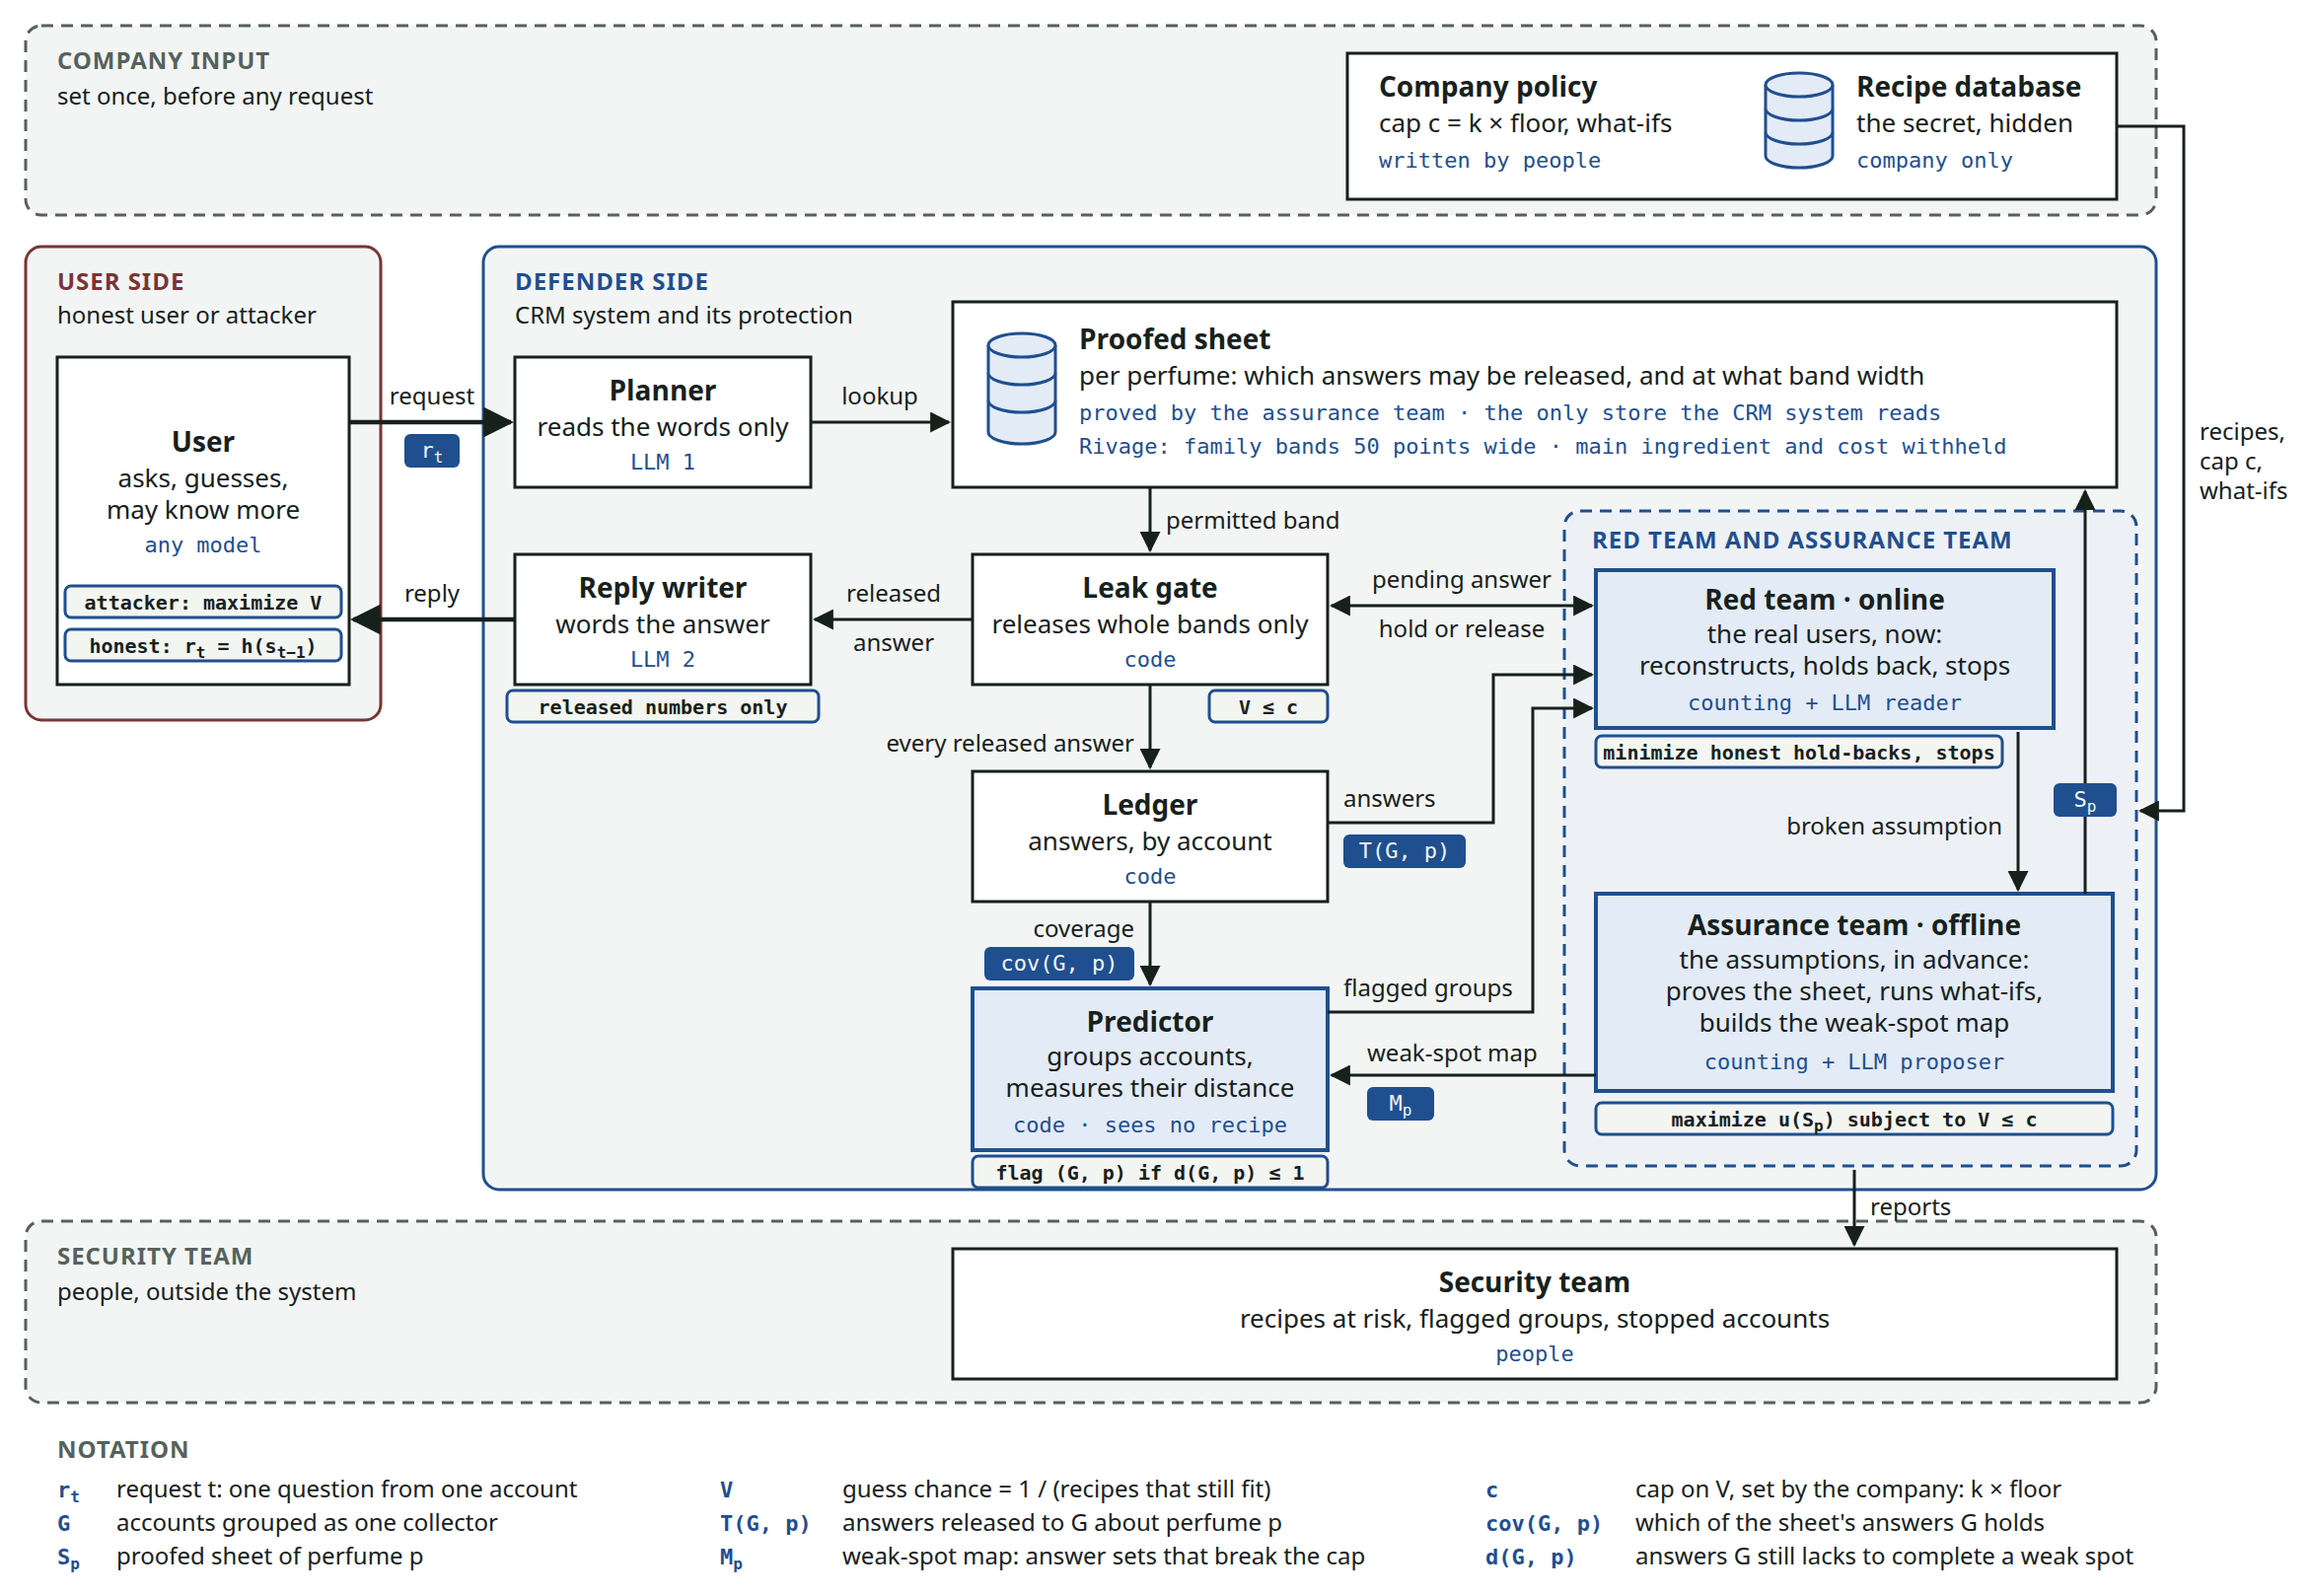 COMPANY INPUT
set once, before any request
Company policy
cap c = k × floor, what-ifs
written by people
Recipe database
the secret, hidden
company only
USER SIDE
honest user or attacker
User
asks, guesses,
may know more
any model
attacker: maximize V
honest: rₜ = h(sₜ₋₁)
request
rₜ
reply
DEFENDER SIDE
CRM system and its protection
Planner
reads the words only
LLM 1
lookup
Proofed sheet
per perfume: which answers may be released, and at what band width
proved by the assurance team · the only store the CRM system reads
Rivage: family bands 50 points wide · main ingredient and cost withheld
recipes,
cap c,
what-ifs
permitted band
Reply writer
words the answer
LLM 2
released numbers only
released
answer
Leak gate
releases whole bands only
code
V ≤ c
pending answer
hold or release
RED TEAM AND ASSURANCE TEAM
Red team · online
the real users, now:
reconstructs, holds back, stops
counting + LLM reader
minimize honest hold-backs, stops
every released answer
Ledger
answers, by account
code
answers
T(G, p)
broken assumption
Sₚ
coverage
cov(G, p)
flagged groups
Predictor
groups accounts,
measures their distance
code · sees no recipe
flag (G, p) if d(G, p) ≤ 1
weak-spot map
Mₚ
Assurance team · offline
the assumptions, in advance:
proves the sheet, runs what-ifs,
builds the weak-spot map
counting + LLM proposer
maximize u(Sₚ) subject to V ≤ c
reports
SECURITY TEAM
people, outside the system
Security team
recipes at risk, flagged groups, stopped accounts
people
NOTATION
rₜ request t: one question from one account
G accounts grouped as one collector
Sₚ proofed sheet of perfume p
V guess chance = 1 / (recipes that still fit)
T(G, p) answers released to G about perfume p
Mₚ weak-spot map: answer sets that break the cap
c cap on V, set by the company: k × floor
cov(G, p) which of the sheet's answers G holds
d(G, p) answers G still lacks to complete a weak spot